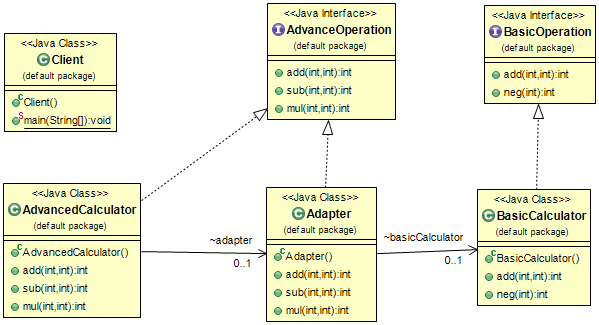 <<Java Class>>
Client
(default package)
Client()
main(String[]):void
<<Java Interface>>
AdvanceOperation
(default package)
add(int,int):int
sub(int,int):int
mul(int,int):int
<<Java Interface>>
BasicOperation
(default package)
add(int,int):int
neg(int):int
<<Java Class>>
AdvancedCalculator
(default package)
AdvancedCalculator()
add(int,int):int
sub(int,int):int
mul(int,int):int
~adapter
0..1
<<Java Class>>
Adapter
(default package)
Adapter()
add(int,int):int
sub(int,int):int
mul(int,int):int
~basicCalculator
0..1
<<Java Class>>
BasicCalculator
(default package)
BasicCalculator()
add(int,int):int
neg(int):int